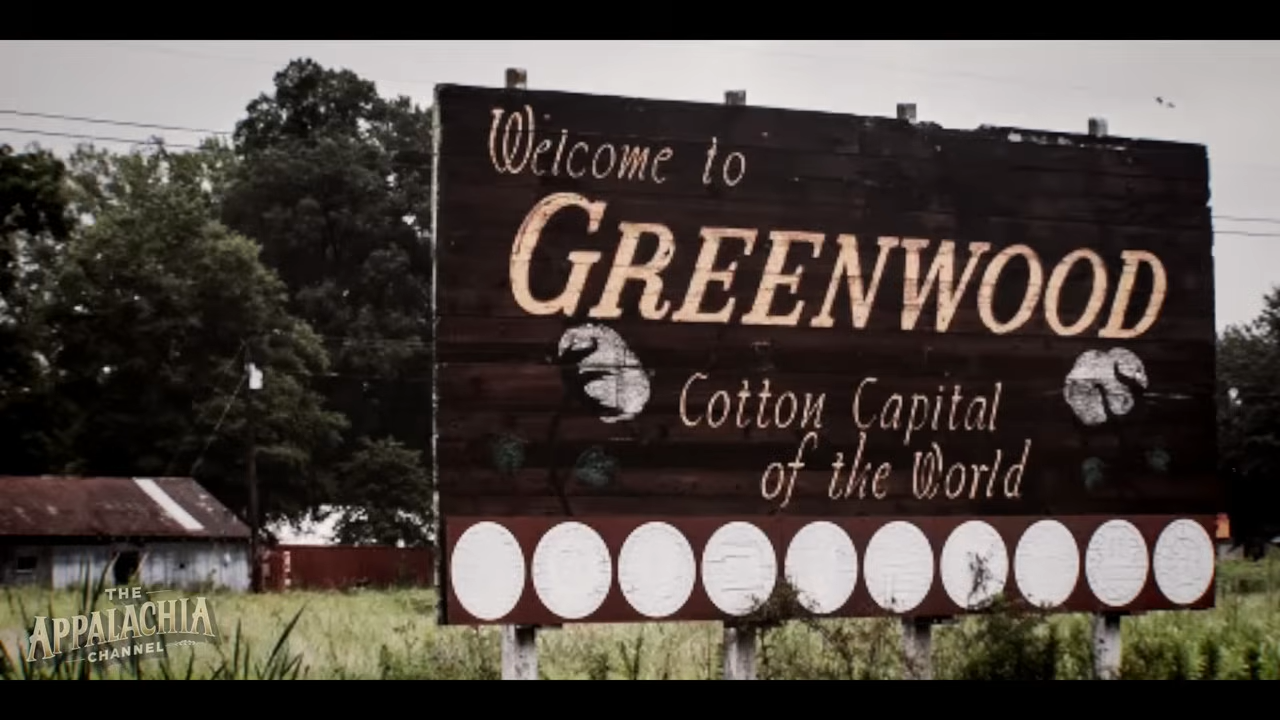 Welcome to
GREENWOOD
Cotton Capital
of the World
THE
APPALACHIA
CHANNEL